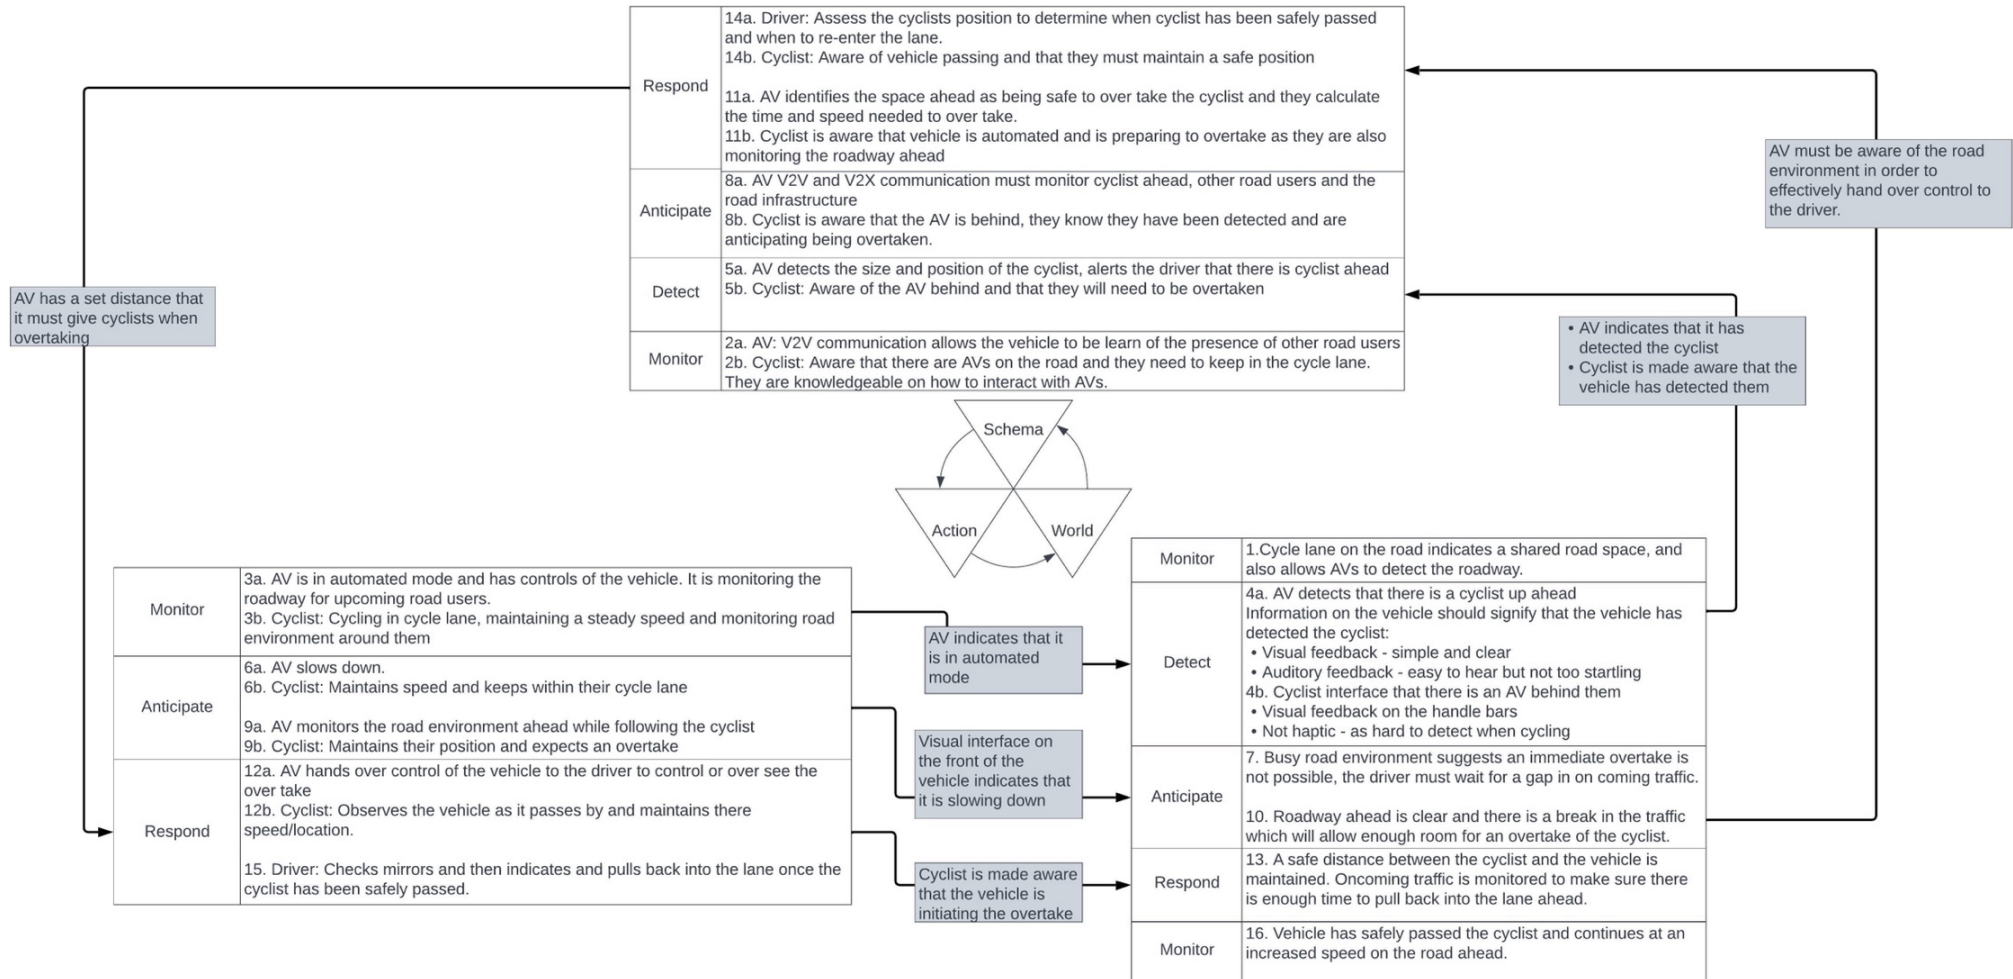 Respond
14a. Driver: Assess the cyclists position to determine when cyclist has been safely passed
and when to re-enter the lane.
14b. Cyclist: Aware of vehicle passing and that they must maintain a safe position
11a. AV identifies the space ahead as being safe to over take the cyclist and they calculate
the time and speed needed to over take.
11b. Cyclist is aware that vehicle is automated and is preparing to overtake as they are also
monitoring the roadway ahead
Anticipate
8a. AV V2V and V2X communication must monitor cyclist ahead, other road users and the
road infrastructure
8b. Cyclist is aware that the AV is behind, they know they have been detected and are
anticipating being overtaken.
Detect
5a. AV detects the size and position of the cyclist, alerts the driver that there is cyclist ahead
5b. Cyclist: Aware of the AV behind and that they will need to be overtaken
Monitor
2a. AV: V2V communication allows the vehicle to be learn of the presence of other road users
2b. Cyclist: Aware that there are AVs on the road and they need to keep in the cycle lane.
They are knowledgeable on how to interact with AVs.
AV must be aware of the road
environment in order to
effectively hand over control to
the driver.
AV has a set distance that
it must give cyclists when
overtaking
• AV indicates that it has
detected the cyclist
• Cyclist is made aware that the
vehicle has detected them
Schema
Action
World
Monitor
3a. AV is in automated mode and has controls of the vehicle. It is monitoring the
roadway for upcoming road users.
3b. Cyclist: Cycling in cycle lane, maintaining a steady speed and monitoring road
environment around them
Anticipate
6a. AV slows down.
6b. Cyclist: Maintains speed and keeps within their cycle lane
9a. AV monitors the road environment ahead while following the cyclist
9b. Cyclist: Maintains their position and expects an overtake
Respond
12a. AV hands over control of the vehicle to the driver to control or over see the
over take
12b. Cyclist: Observes the vehicle as it passes by and maintains there
speed/location.
15. Driver: Checks mirrors and then indicates and pulls back into the lane once the
cyclist has been safely passed.
AV indicates that it
is in automated
mode
Visual interface on
the front of the
vehicle indicates that
it is slowing down
Cyclist is made aware
that the vehicle is
initiating the overtake
Monitor
1.Cycle lane on the road indicates a shared road space, and
also allows AVs to detect the roadway.
Detect
4a. AV detects that there is a cyclist up ahead
Information on the vehicle should signify that the vehicle has
detected the cyclist:
• Visual feedback - simple and clear
• Auditory feedback - easy to hear but not too startling
4b. Cyclist interface that there is an AV behind them
• Visual feedback on the handle bars
• Not haptic - as hard to detect when cycling
Anticipate
7. Busy road environment suggests an immediate overtake is
not possible, the driver must wait for a gap in on coming traffic.
10. Roadway ahead is clear and there is a break in the traffic
which will allow enough room for an overtake of the cyclist.
Respond
13. A safe distance between the cyclist and the vehicle is
maintained. Oncoming traffic is monitored to make sure there
is enough time to pull back into the lane ahead.
Monitor
16. Vehicle has safely passed the cyclist and continues at an
increased speed on the road ahead.